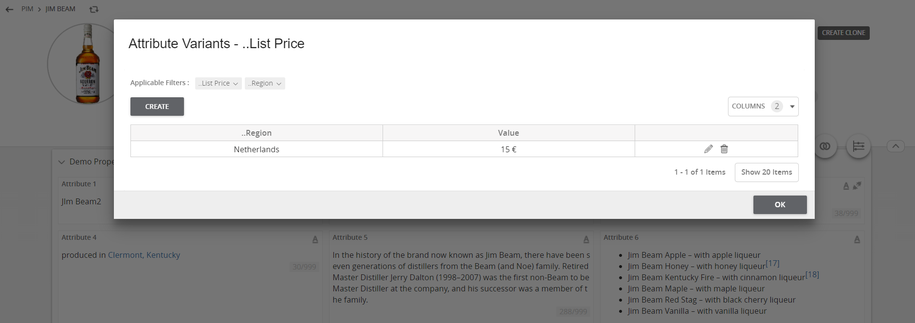 PIM > JIM BEAM
CREATE CLONE
Attribute Variants - ..List Price
Applicable Filters : ..List Price ..Region
CREATE
COLUMNS 2
..Region Value
Netherlands 15 €
1 - 1 of 1 Items Show 20 Items
OK
JIM BEAM
Demo Prope
Attribute 1
JIm Beam2
Attribute 4
produced in Clermont, Kentucky
Attribute 5
In the history of the brand now known as Jim Beam, there have been s
even generations of distillers from the Beam (and Noe) family. Retired
Master Distiller Jerry Dalton (1998–2007) was the first non-Beam to be
Master Distiller at the company, and his successor was a member of t
he family.
Attribute 6
Jim Beam Apple – with apple liqueur
Jim Beam Honey – with honey liqueur[17]
Jim Beam Kentucky Fire – with cinnamon liqueur[18]
Jim Beam Maple – with maple liqueur
Jim Beam Red Stag – with black cherry liqueur
Jim Beam Vanilla – with vanilla liqueur